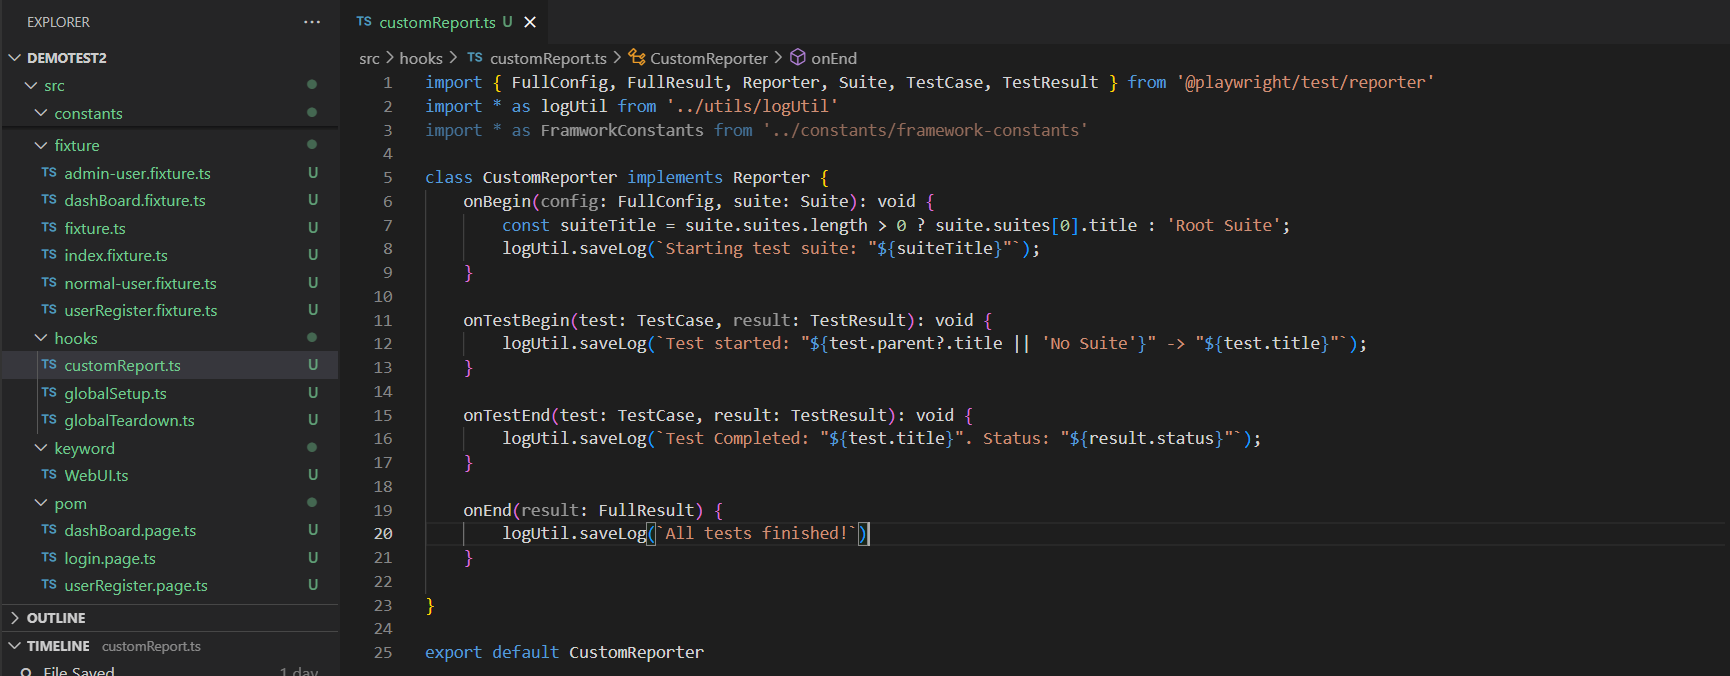 EXPLORER ···
DEMOTEST2
src
constants
fixture
TS admin-user.fixture.ts U
TS dashBoard.fixture.ts U
TS fixture.ts U
TS index.fixture.ts U
TS normal-user.fixture.ts U
TS userRegister.fixture.ts U
hooks
TS customReport.ts U
TS globalSetup.ts U
TS globalTeardown.ts U
keyword
TS WebUI.ts U
pom
TS dashBoard.page.ts U
TS login.page.ts U
TS userRegister.page.ts U
OUTLINE
TIMELINE customReport.ts
File Saved 1 day
TS customReport.ts U
src > hooks > TS customReport.ts > CustomReporter > onEnd
1 import { FullConfig, FullResult, Reporter, Suite, TestCase, TestResult } from '@playwright/test/reporter'
2 import * as logUtil from '../utils/logUtil'
3 import * as FramworkConstants from '../constants/framework-constants'
4
5 class CustomReporter implements Reporter {
6 onBegin(config: FullConfig, suite: Suite): void {
7 const suiteTitle = suite.suites.length > 0 ? suite.suites[0].title : 'Root Suite';
8 logUtil.saveLog(`Starting test suite: "${suiteTitle}"`);
9 }
10
11 onTestBegin(test: TestCase, result: TestResult): void {
12 logUtil.saveLog(`Test started: "${test.parent?.title || 'No Suite'}" -> "${test.title}"`);
13 }
14
15 onTestEnd(test: TestCase, result: TestResult): void {
16 logUtil.saveLog(`Test Completed: "${test.title}". Status: "${result.status}"`);
17 }
18
19 onEnd(result: FullResult) {
20 logUtil.saveLog(`All tests finished!`)
21 }
22
23 }
24
25 export default CustomReporter